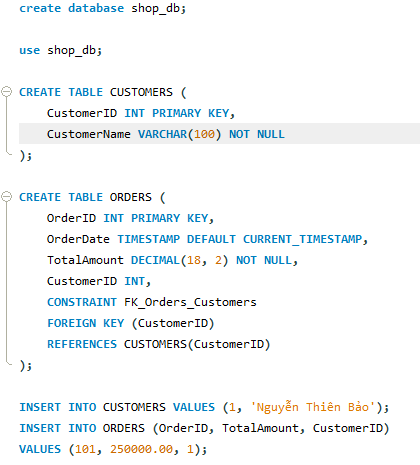 create database shop_db;
use shop_db;
CREATE TABLE CUSTOMERS (
CustomerID INT PRIMARY KEY,
CustomerName VARCHAR(100) NOT NULL
);
CREATE TABLE ORDERS (
OrderID INT PRIMARY KEY,
OrderDate TIMESTAMP DEFAULT CURRENT_TIMESTAMP,
TotalAmount DECIMAL(18, 2) NOT NULL,
CustomerID INT,
CONSTRAINT FK_Orders_Customers
FOREIGN KEY (CustomerID)
REFERENCES CUSTOMERS(CustomerID)
);
INSERT INTO CUSTOMERS VALUES (1, 'Nguyễn Thiên Bảo');
INSERT INTO ORDERS (OrderID, TotalAmount, CustomerID)
VALUES (101, 250000.00, 1);